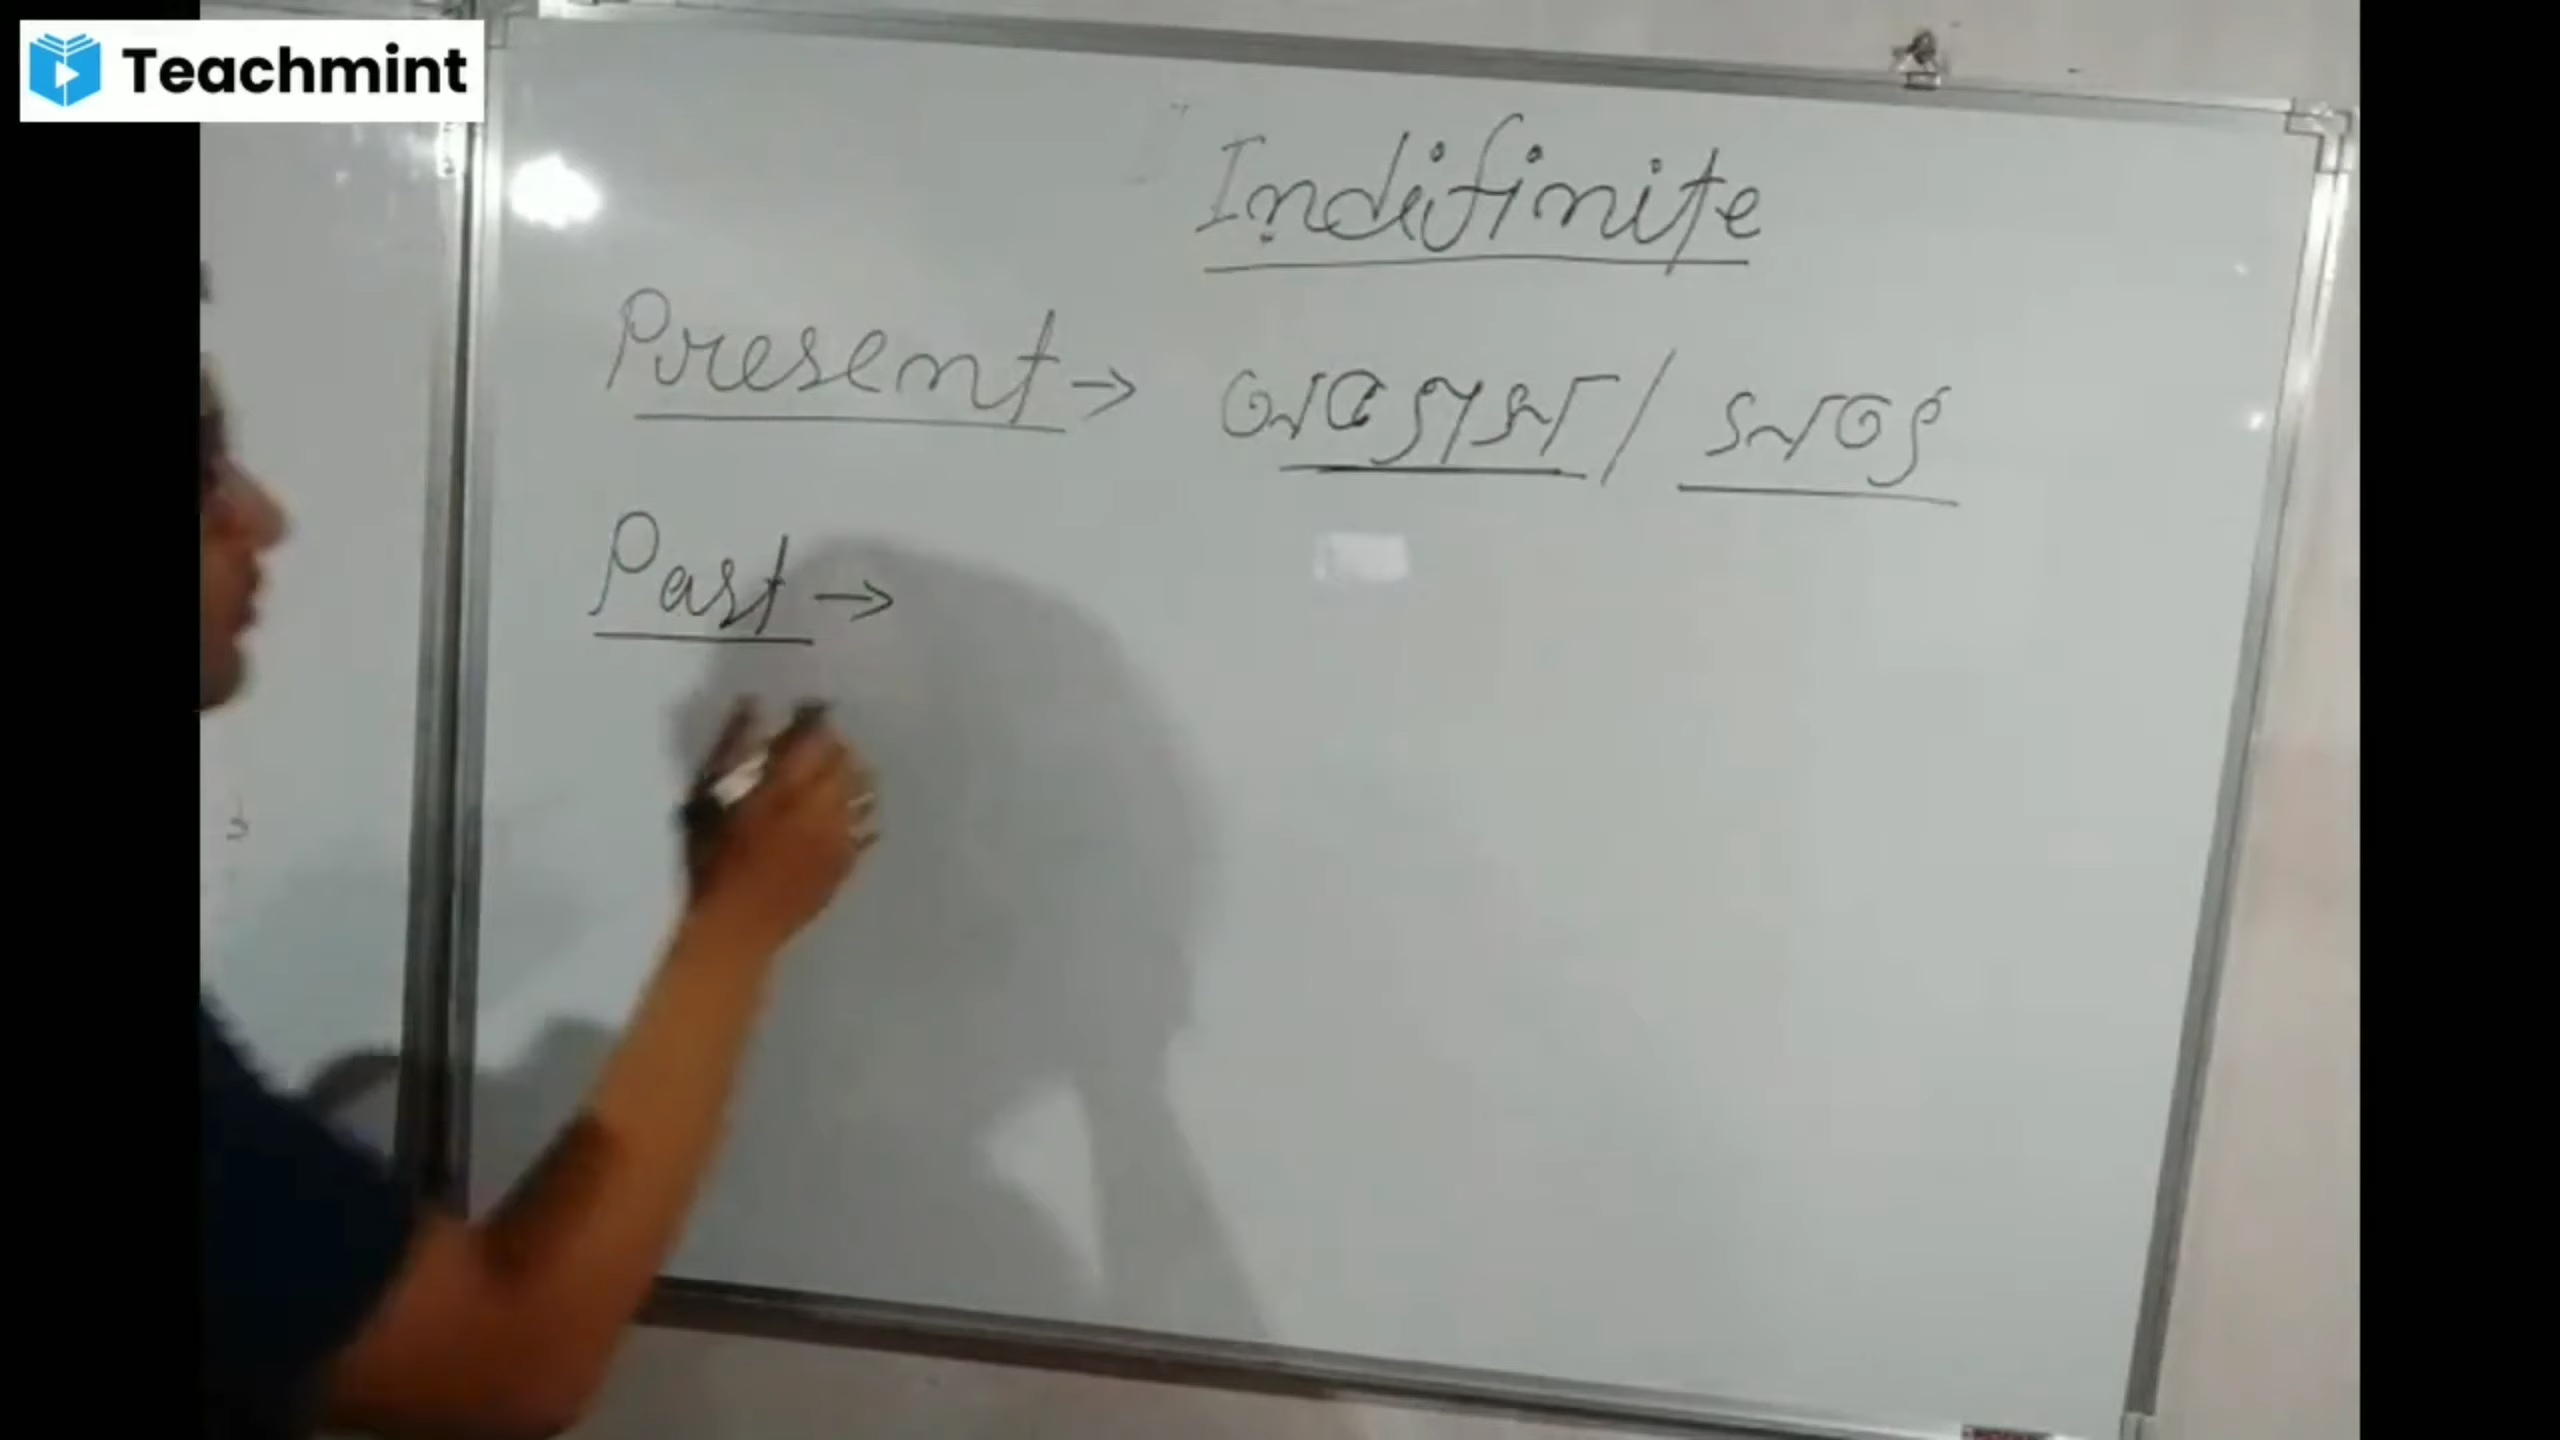 Teachmint
Indifinite
Present →
Past →